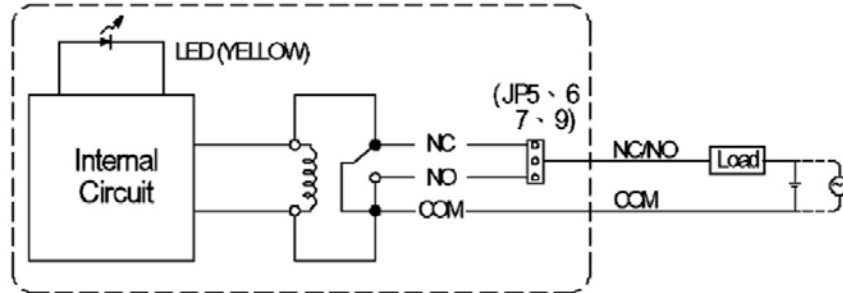 LED (YELLOW)
Internal
Circuit
(JP5、6
7、9)
NC
NO
COM
NC/NO
Load
COM